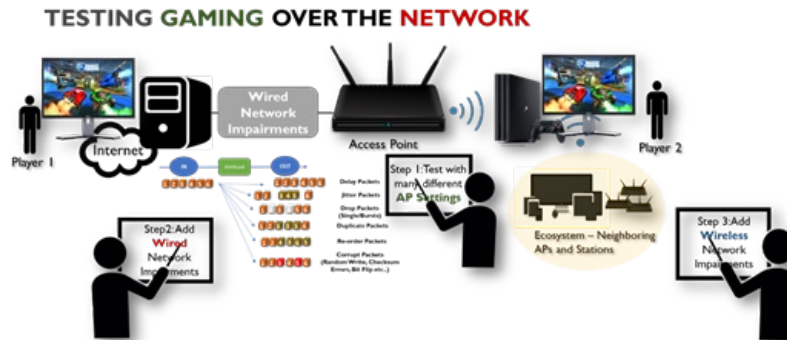 TESTING GAMING OVER THE NETWORK
Wired
Network
Impairments
Access Point
Player 1
Internet
Player 2
IN
OUT
Delay Packets
Jitter Packets
Drop Packets
(Single/Bursts)
Duplicate Packets
Re-order Packets
Corrupt Packets
(Random Write, Checksum
Errors, Bit Flip etc...)
Step 1:Test with
many different
AP Settings
Step2:Add
Wired
Network
Impairments
Ecosystem – Neighboring
APs and Stations
Step 3:Add
Wireless
Network
Impairments